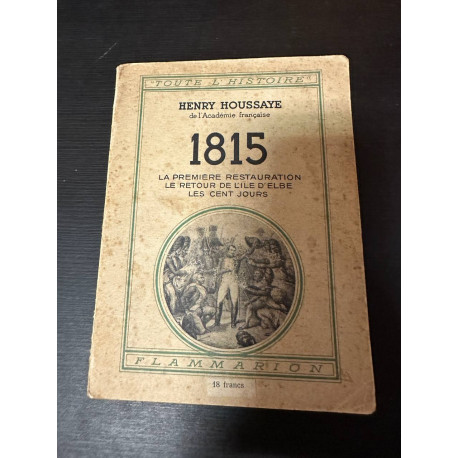 "TOUTE L'HISTOIRE"
HENRY HOUSSAYE
de l'Académie française
1815
LA PREMIÈRE RESTAURATION
LE RETOUR DE L'ILE D'ELBE
LES CENT JOURS
FLAMMARION
18 francs